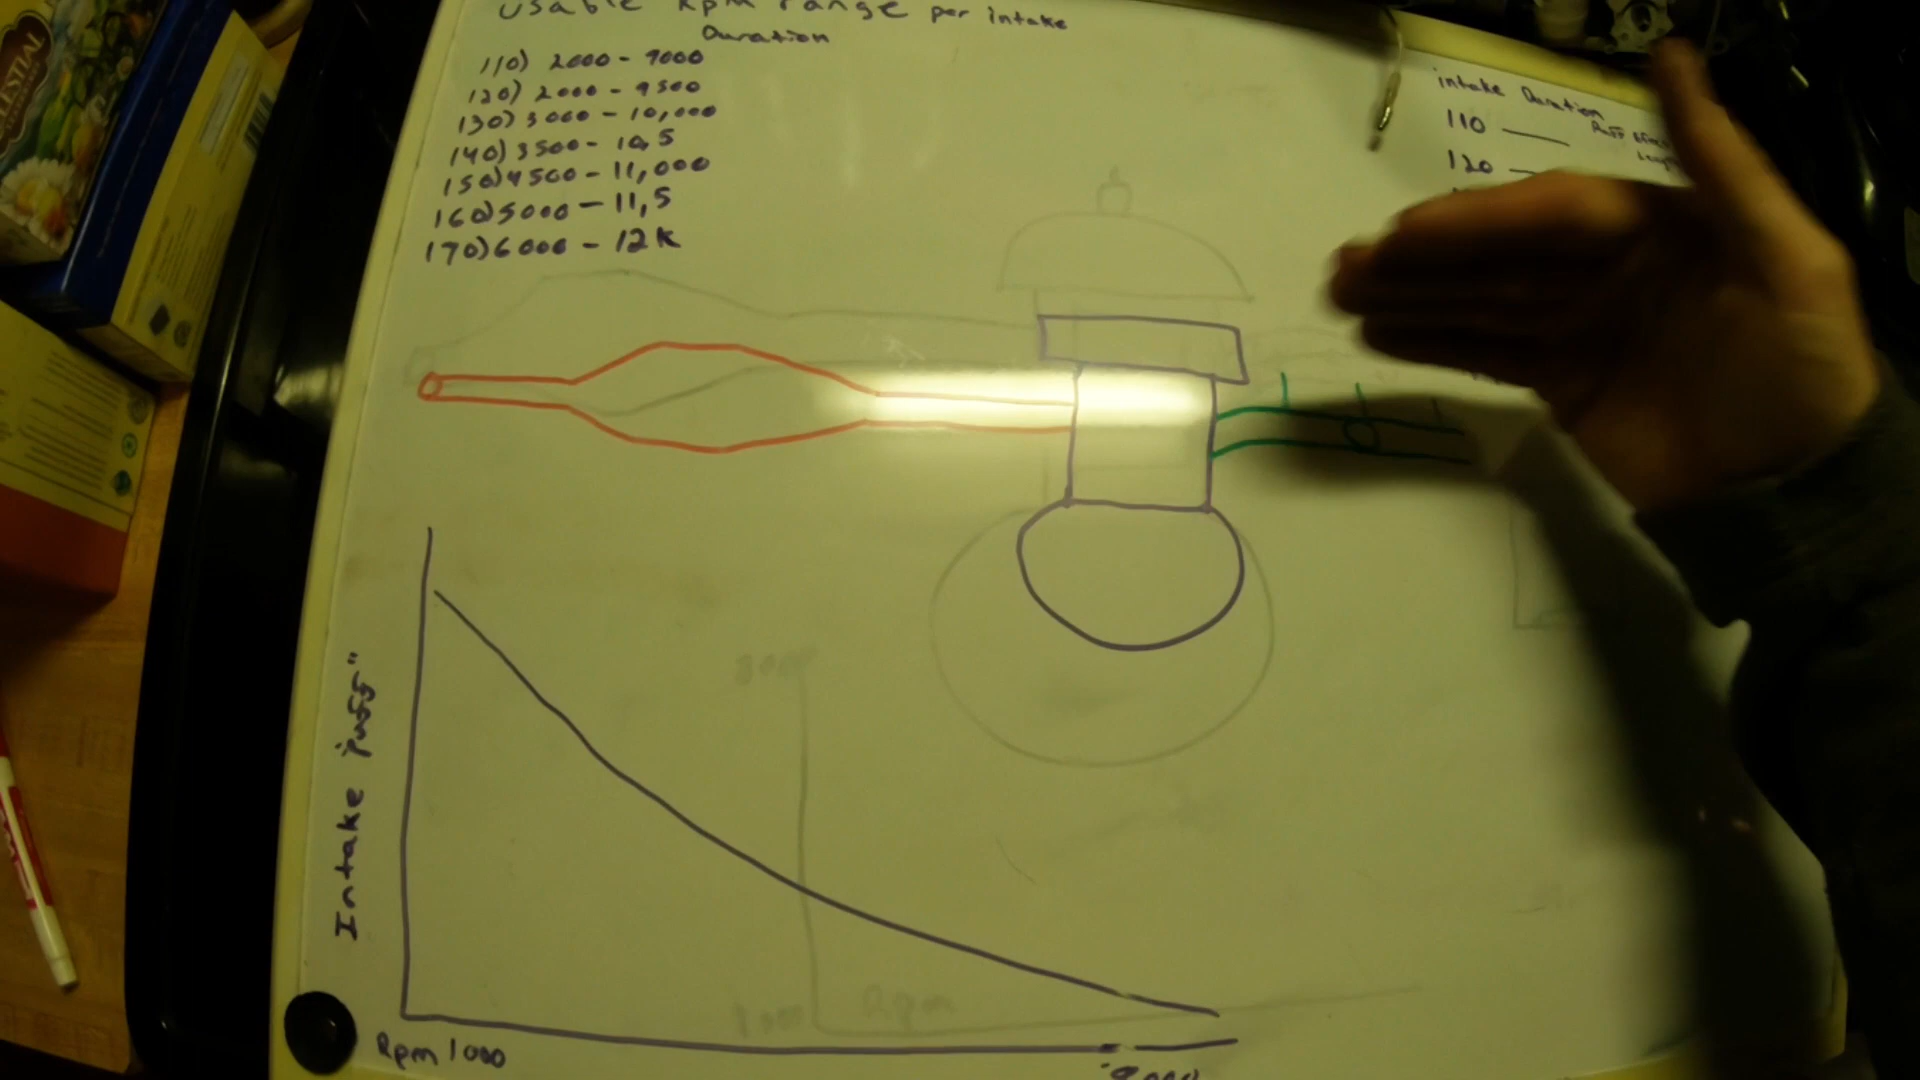 usable Rpm range per intake
Duration
110) 2000 - 9000
120) 2000 - 9500
130) 3000 - 10,000
140) 3500 - 10,5
150) 4500 - 11,000
160) 5000 - 11,5
170) 6000 - 12K
intake Duration
110
120
Intake "puff"
Rpm 1000
Rpm
CELESTIAL